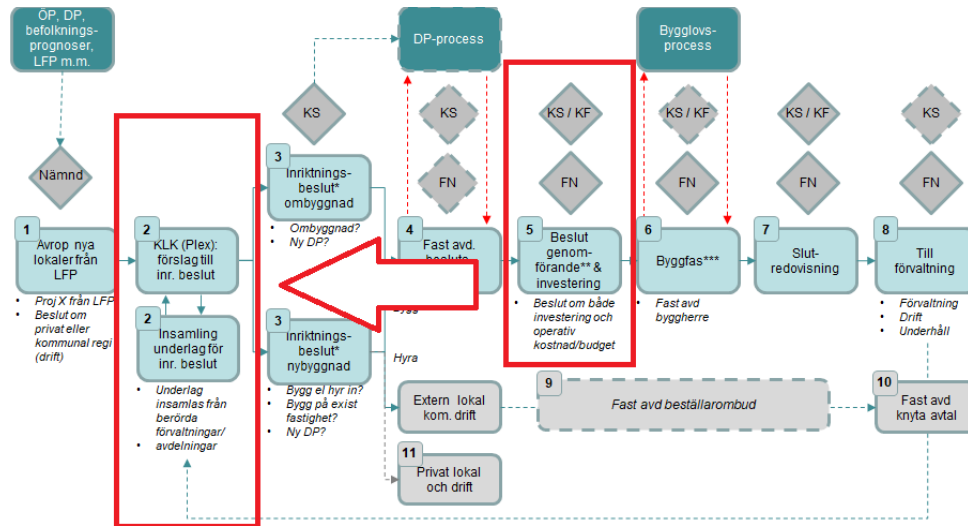 ÖP, DP,
befolknings-
prognoser,
LFP m.m.
DP-process
Bygglovs-
process
KS
KS
KS / KF
KS / KF
KS / KF
KS
Nämnd
FN
FN
FN
FN
1
Avrop nya
lokaler från
LFP
• Proj X från LFP
• Beslut om
privat eller
kommunal regi
(drift)
2
KLK (Plex):
förslag till
inr. beslut
2
Insamling
underlag för
inr. beslut
• Underlag
insamlas från
berörda
förvaltningar/
• avdelningar
3
Inriktnings-
beslut*
ombyggnad
• Ombyggnad?
• Ny DP?
3
Inriktnings-
beslut*
nybyggnad
• Bygg el hyr in?
• Bygg på exist
fastighet?
• Ny DP?
4
Fast avd.
Hyra
5
Beslut
genom-
förande** &
investering
• Beslut om både
investering och
operativ
kostnad/budget
6
Byggfas***
• Fast avd
byggherre
7
Slut-
redovisning
8
Till
förvaltning
• Förvaltning
• Drift
• Underhåll
Extern lokal
kom. drift
9
Fast avd beställarombud
10
Fast avd
knyta avtal
11
Privat lokal
och drift